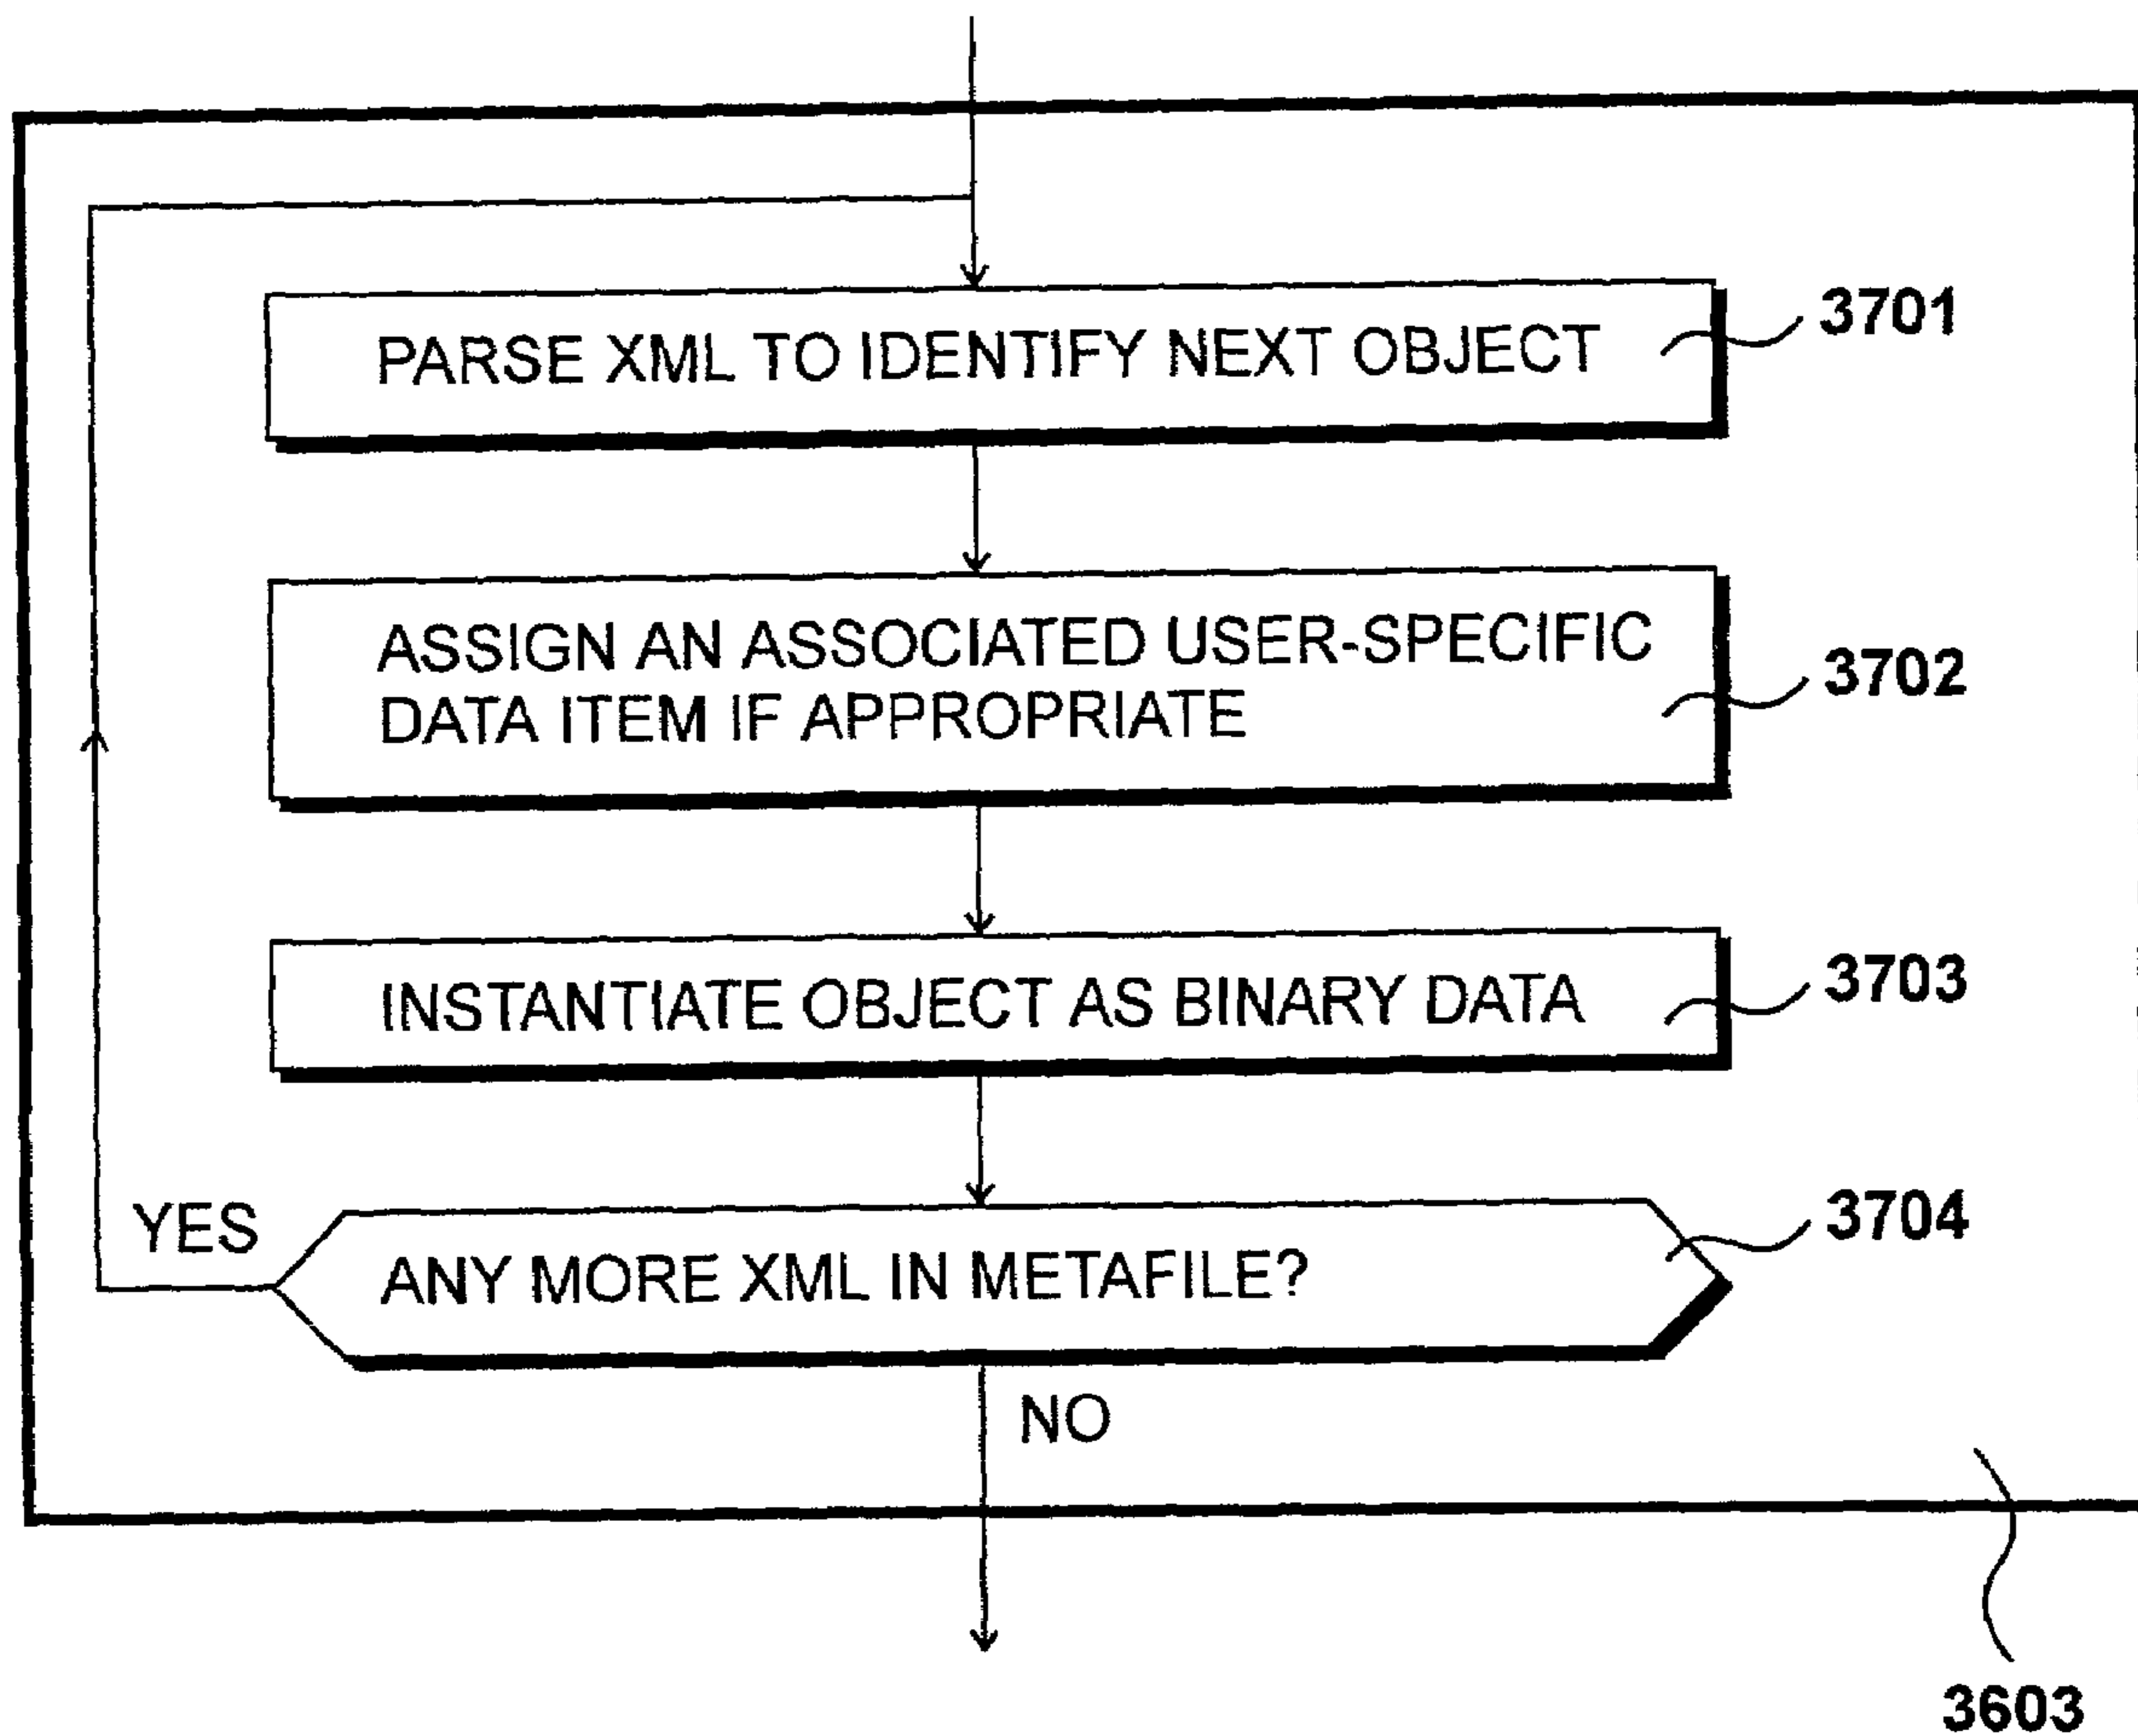 PARSE XML TO IDENTIFY NEXT OBJECT
3701
ASSIGN AN ASSOCIATED USER-SPECIFIC
DATA ITEM IF APPROPRIATE
3702
INSTANTIATE OBJECT AS BINARY DATA
3703
YES
ANY MORE XML IN METAFILE?
3704
NO
3603